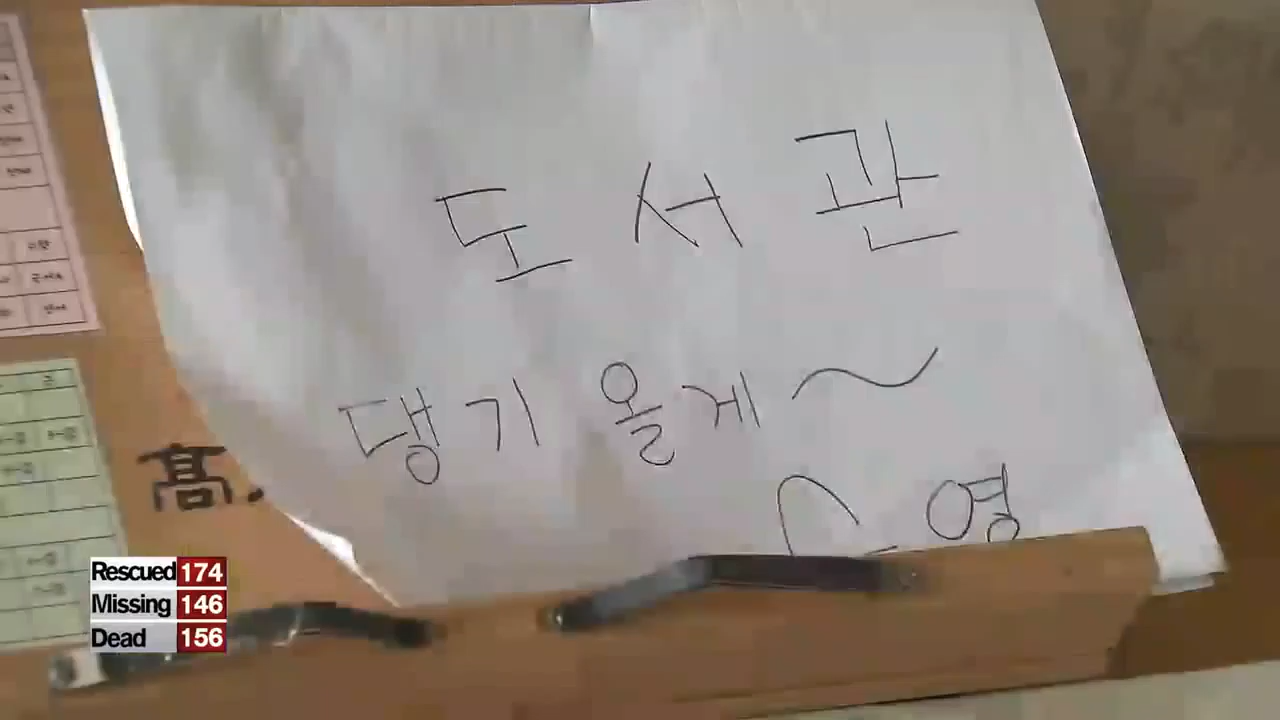 도서관
댕기 올게~
영
高.
Rescued 174
Missing 146
Dead 156